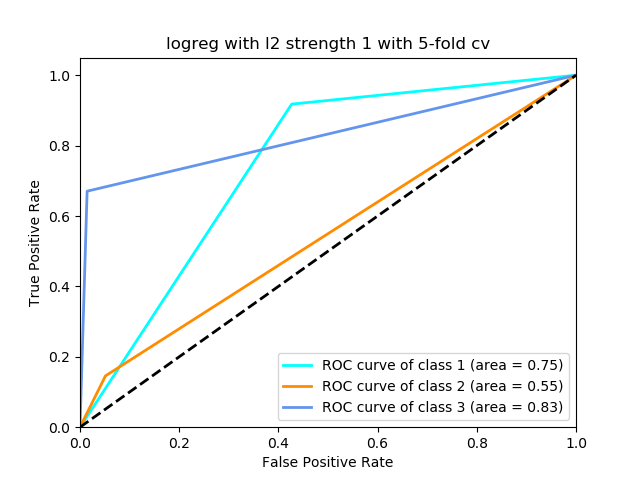 logreg with l2 strength 1 with 5-fold cv
True Positive Rate
1.0
0.8
0.6
0.4
0.2
0.0
ROC curve of class 1 (area = 0.75)
ROC curve of class 2 (area = 0.55)
ROC curve of class 3 (area = 0.83)
0.0 0.2 0.4 0.6 0.8 1.0
False Positive Rate